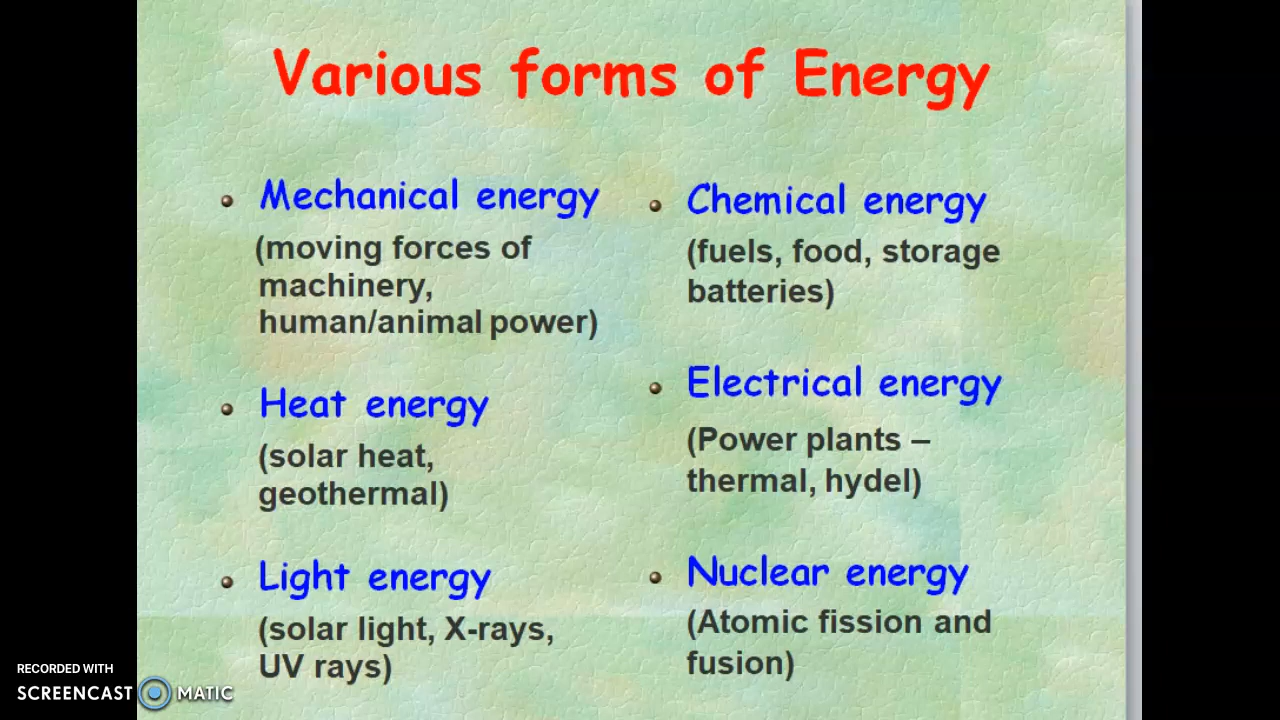 Various forms of Energy
Mechanical energy
(moving forces of
machinery,
human/animal power)
Heat energy
(solar heat,
geothermal)
Light energy
(solar light, X-rays,
UV rays)
Chemical energy
(fuels, food, storage
batteries)
Electrical energy
(Power plants –
thermal, hydel)
Nuclear energy
(Atomic fission and
fusion)
RECORDED WITH
SCREENCAST MATIC